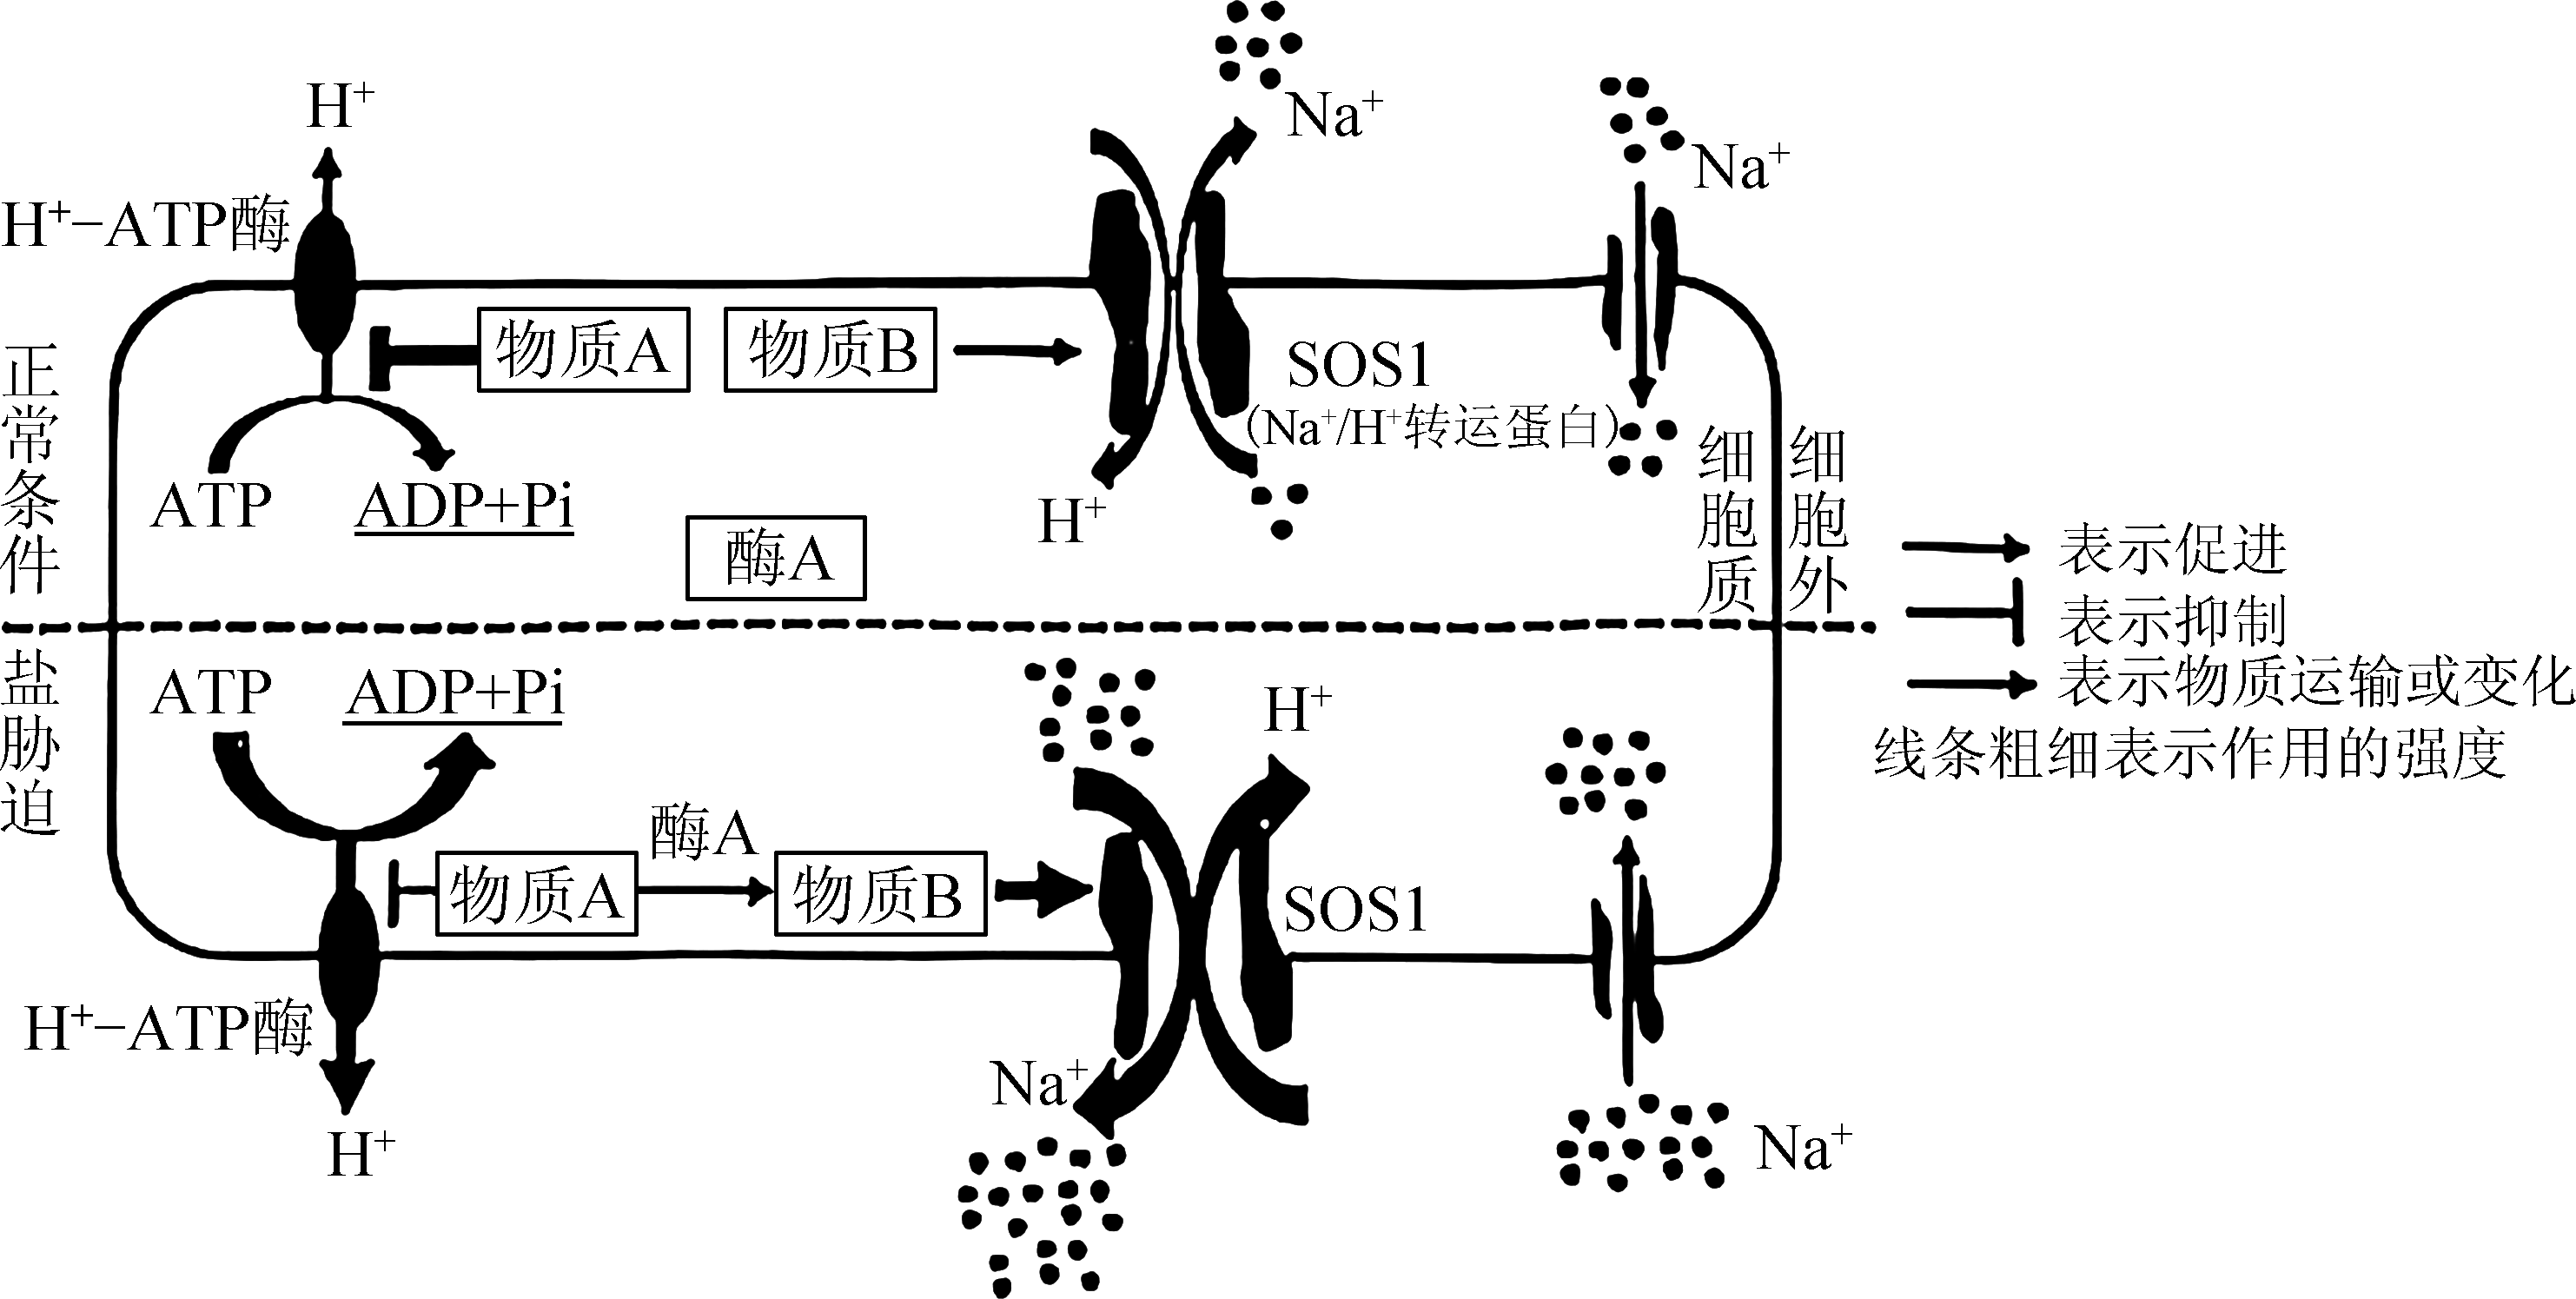 H⁺
Na⁺
Na⁺
H⁺−ATP酶
正常条件
物质A
物质B
SOS1
(Na⁺/H⁺转运蛋白)
ATP
ADP+Pi
H⁺
酶A
细胞质
细胞外
表示促进
表示抑制
表示物质运输或变化
线条粗细表示作用的强度
盐胁迫
ATP
ADP+Pi
H⁺
酶A
物质A
物质B
SOS1
H⁺−ATP酶
Na⁺
Na⁺
H⁺